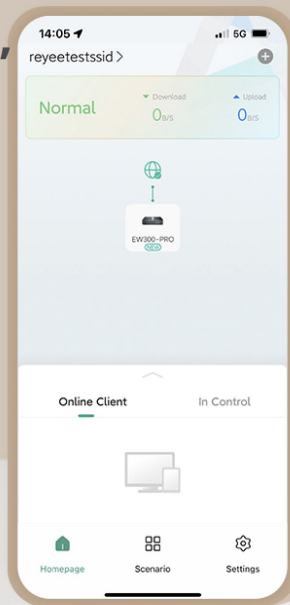 14:05 5G
reyeetestssid >
Normal
Download Upload
0B/S 0B/S
EW300-PRO
Online Client In Control
Homepage Scenario Settings